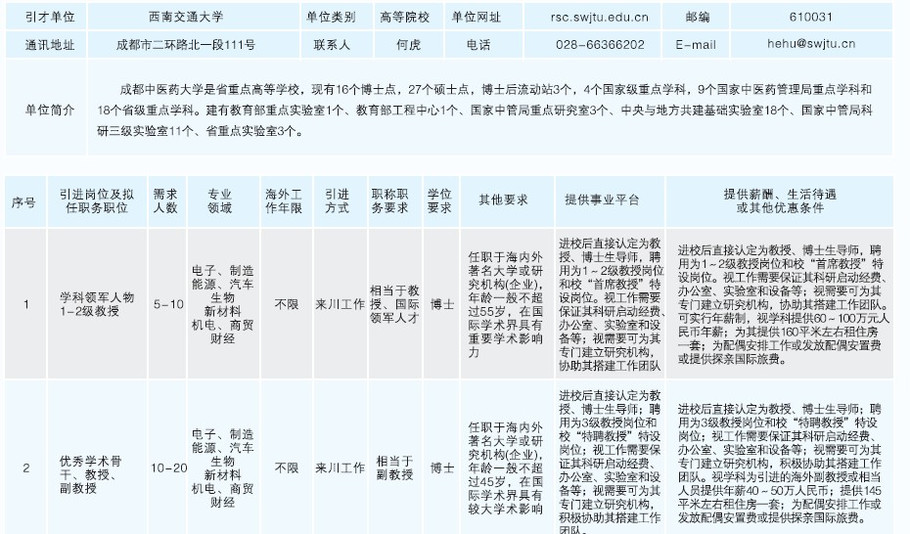 引才单位 西南交通大学 单位类别 高等院校 单位网址 rsc.swjtu.edu.cn 邮编 610031
通讯地址 成都市二环路北一段111号 联系人 何虎 电话 028-66366202 E-mail hehu@swjtu.cn
单位简介
成都中医药大学是省重点高等学校，现有16个博士点，27个硕士点，博士后流动站3个，4个国家级重点学科，9个国家中医药管理局重点学科和
18个省级重点学科。建有教育部重点实验室1个、教育部工程中心1个、国家中管局重点研究室3个、中央与地方共建基础实验室18个、国家中管局科
研三级实验室11个、省重点实验室3个。
序号
引进岗位及拟
任职务职位
需求
人数
专业
领域
海外工
作年限
引进
方式
职称职
务要求
学位
要求
其他要求
提供事业平台
提供薪酬、生活待遇
或其他优惠条件
1
学科领军人物
1-2级教授
5-10
电子、制造
能源、汽车
生物
新材料
机电、商贸
财经
不限
来川工作
相当于教
授、国际
领军人才
博士
任职于海内外
著名大学或研
究机构(企业),
年龄一般不超
过55岁，在国
际学术界具有
重要学术影响
力
进校后直接认定为教
授、博士生导师，聘
用为1~2级教授岗位
和校“首席教授”特
设岗位。视工作需要
保证其科研启动经费、
办公室、实验室和设
备等；视需要可为其
专门建立研究机构，
协助其搭建工作团队
进校后直接认定为教授、博士生导师，聘
用为1~2级教授岗位和校“首席教授”特
设岗位。视工作需要保证其科研启动经费、
办公室、实验室和设备等；视需要可为其
专门建立研究机构，协助其搭建工作团队。
可实行年薪制，视学科提供60~100万元人
民币年薪；为其提供160平米左右租住房
一套；为配偶安排工作或发放配偶安置费
或提供探亲国际旅费。
2
优秀学术骨
干、教授、
副教授
10-20
电子、制造
能源、汽车
生物
新材料
机电、商贸
财经
不限
来川工作
相当于
副教授
博士
任职于海内外
著名大学或研
究机构(企业),
年龄一般不超
过45岁，在国
际学术界具有
较大学术影响
进校后直接认定为教
授、博士生导师；聘
用为3级教授岗位和
校“特聘教授”特设
岗位；视工作需要保
证其科研启动经费、
办公室、实验室和设
备等；视需要可为其
专门建立研究机构，
积极协助其搭建工作
团队。
进校后直接认定为教授、博士生导师；聘
用为3级教授岗位和校“特聘教授”特设
岗位；视工作需要保证其科研启动经费、
办公室、实验室和设备等；视需要可为其
专门建立研究机构，积极协助其搭建工作
团队。视学科为引进的海外副教授或相当
人员提供年薪40~50万人民币；提供145
平米左右租住房一套；为配偶安排工作或
发放配偶安置费或提供探亲国际旅费。